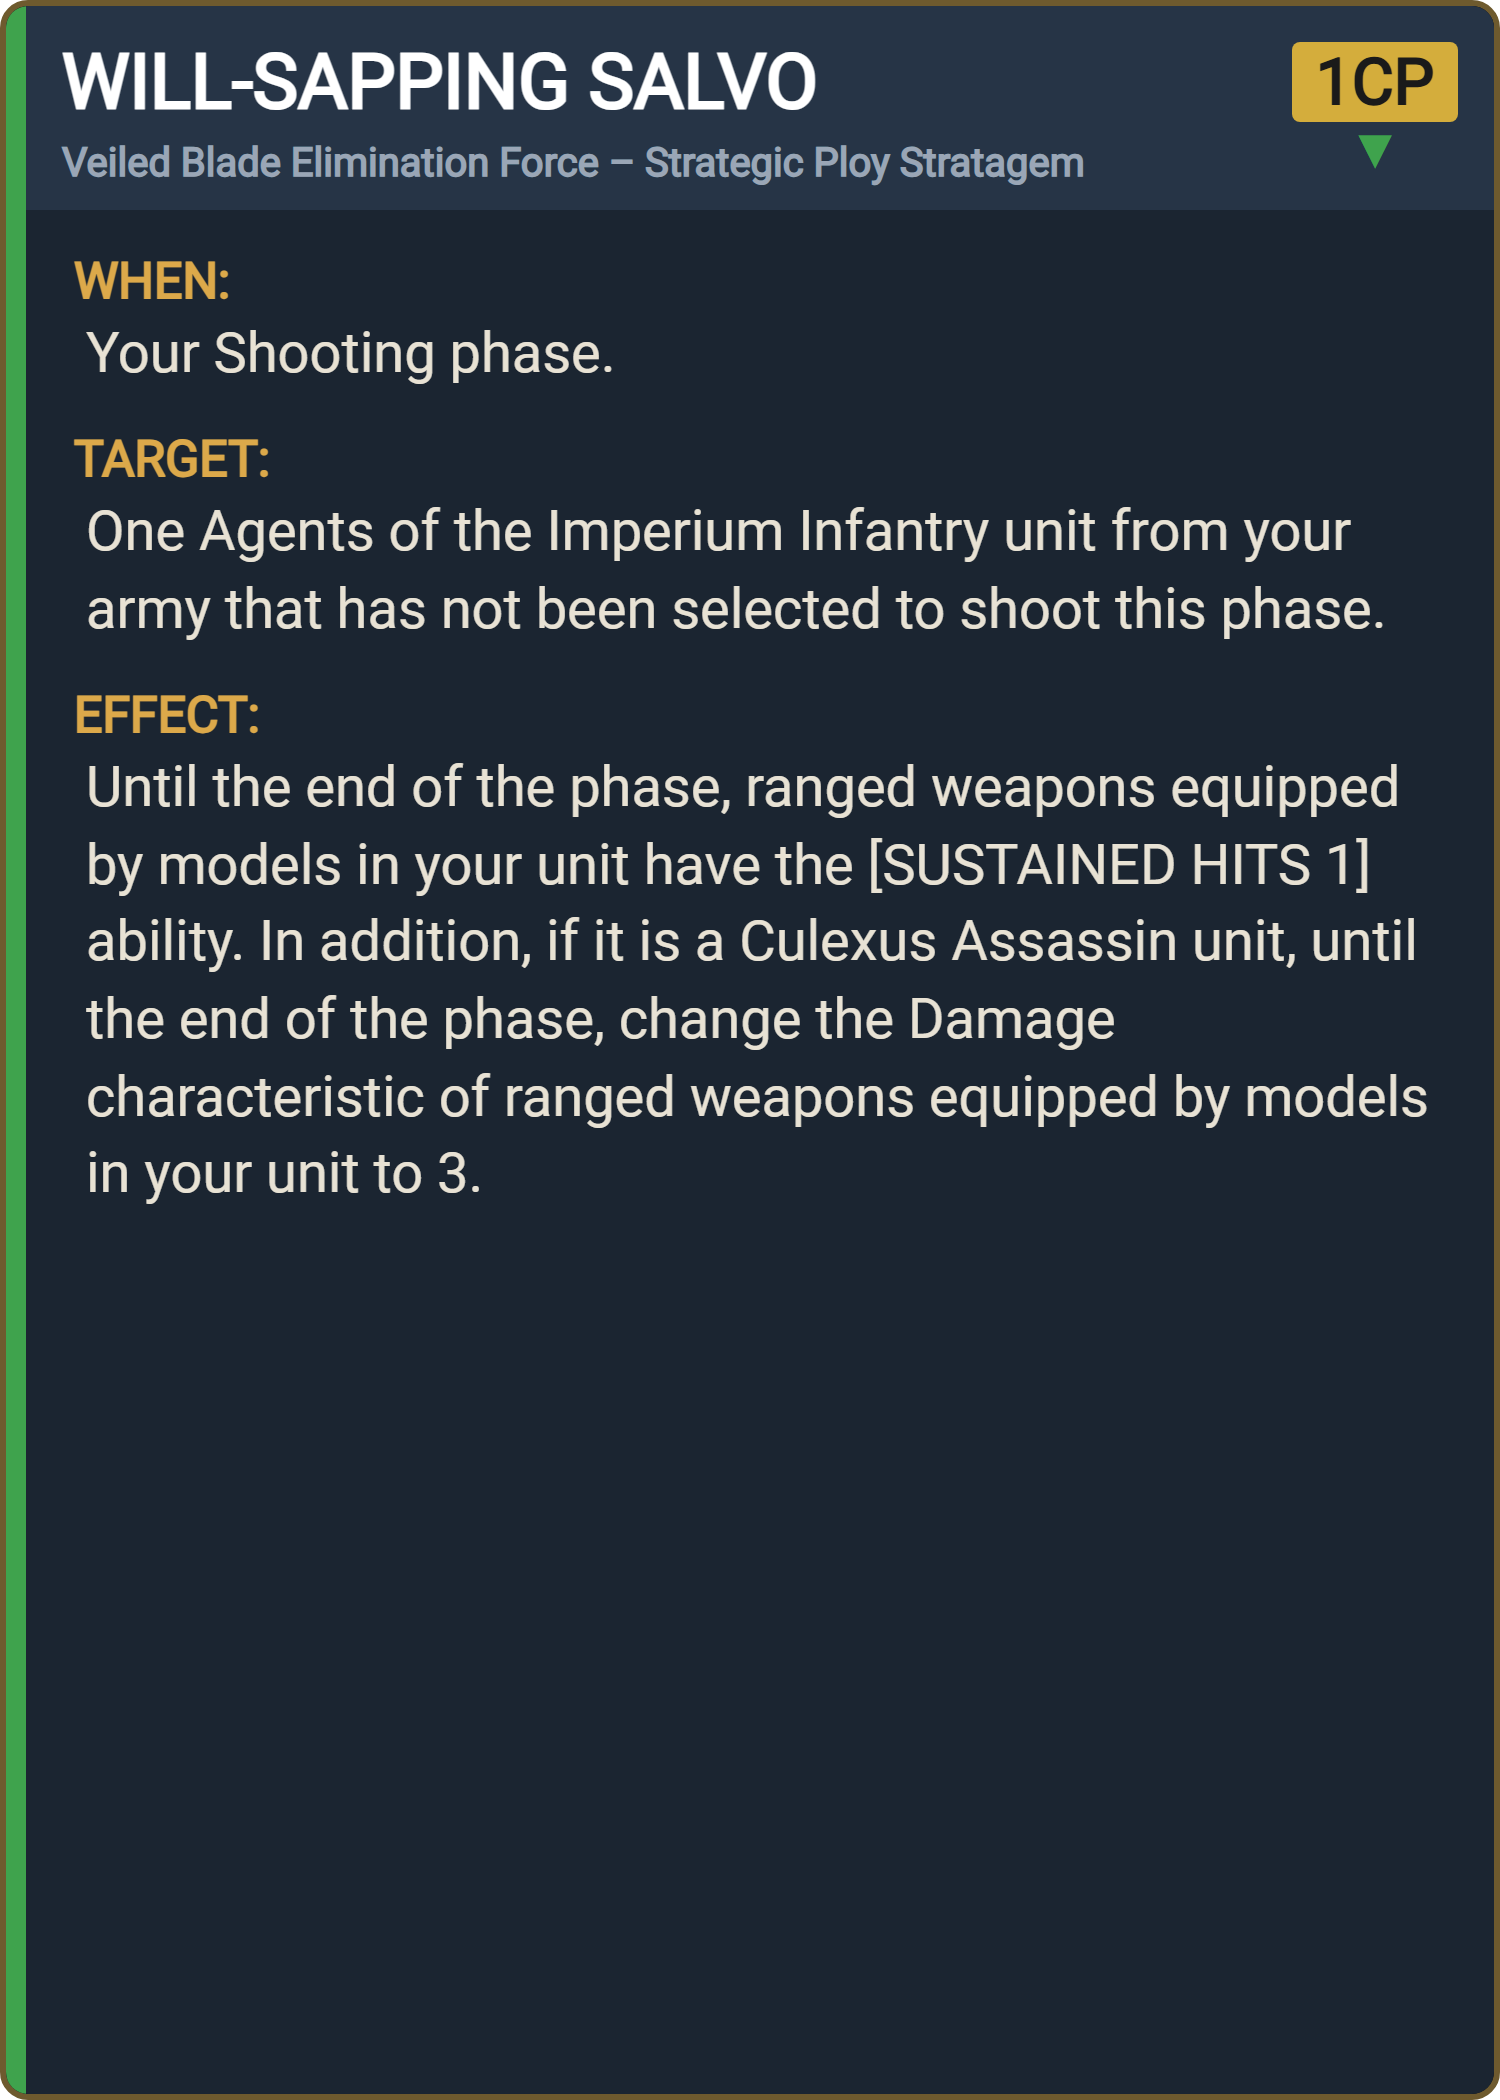 WILL-SAPPING SALVO
1CP
Veiled Blade Elimination Force – Strategic Ploy Stratagem
WHEN:
Your Shooting phase.
TARGET:
One Agents of the Imperium Infantry unit from your
army that has not been selected to shoot this phase.
EFFECT:
Until the end of the phase, ranged weapons equipped
by models in your unit have the [SUSTAINED HITS 1]
ability. In addition, if it is a Culexus Assassin unit, until
the end of the phase, change the Damage
characteristic of ranged weapons equipped by models
in your unit to 3.